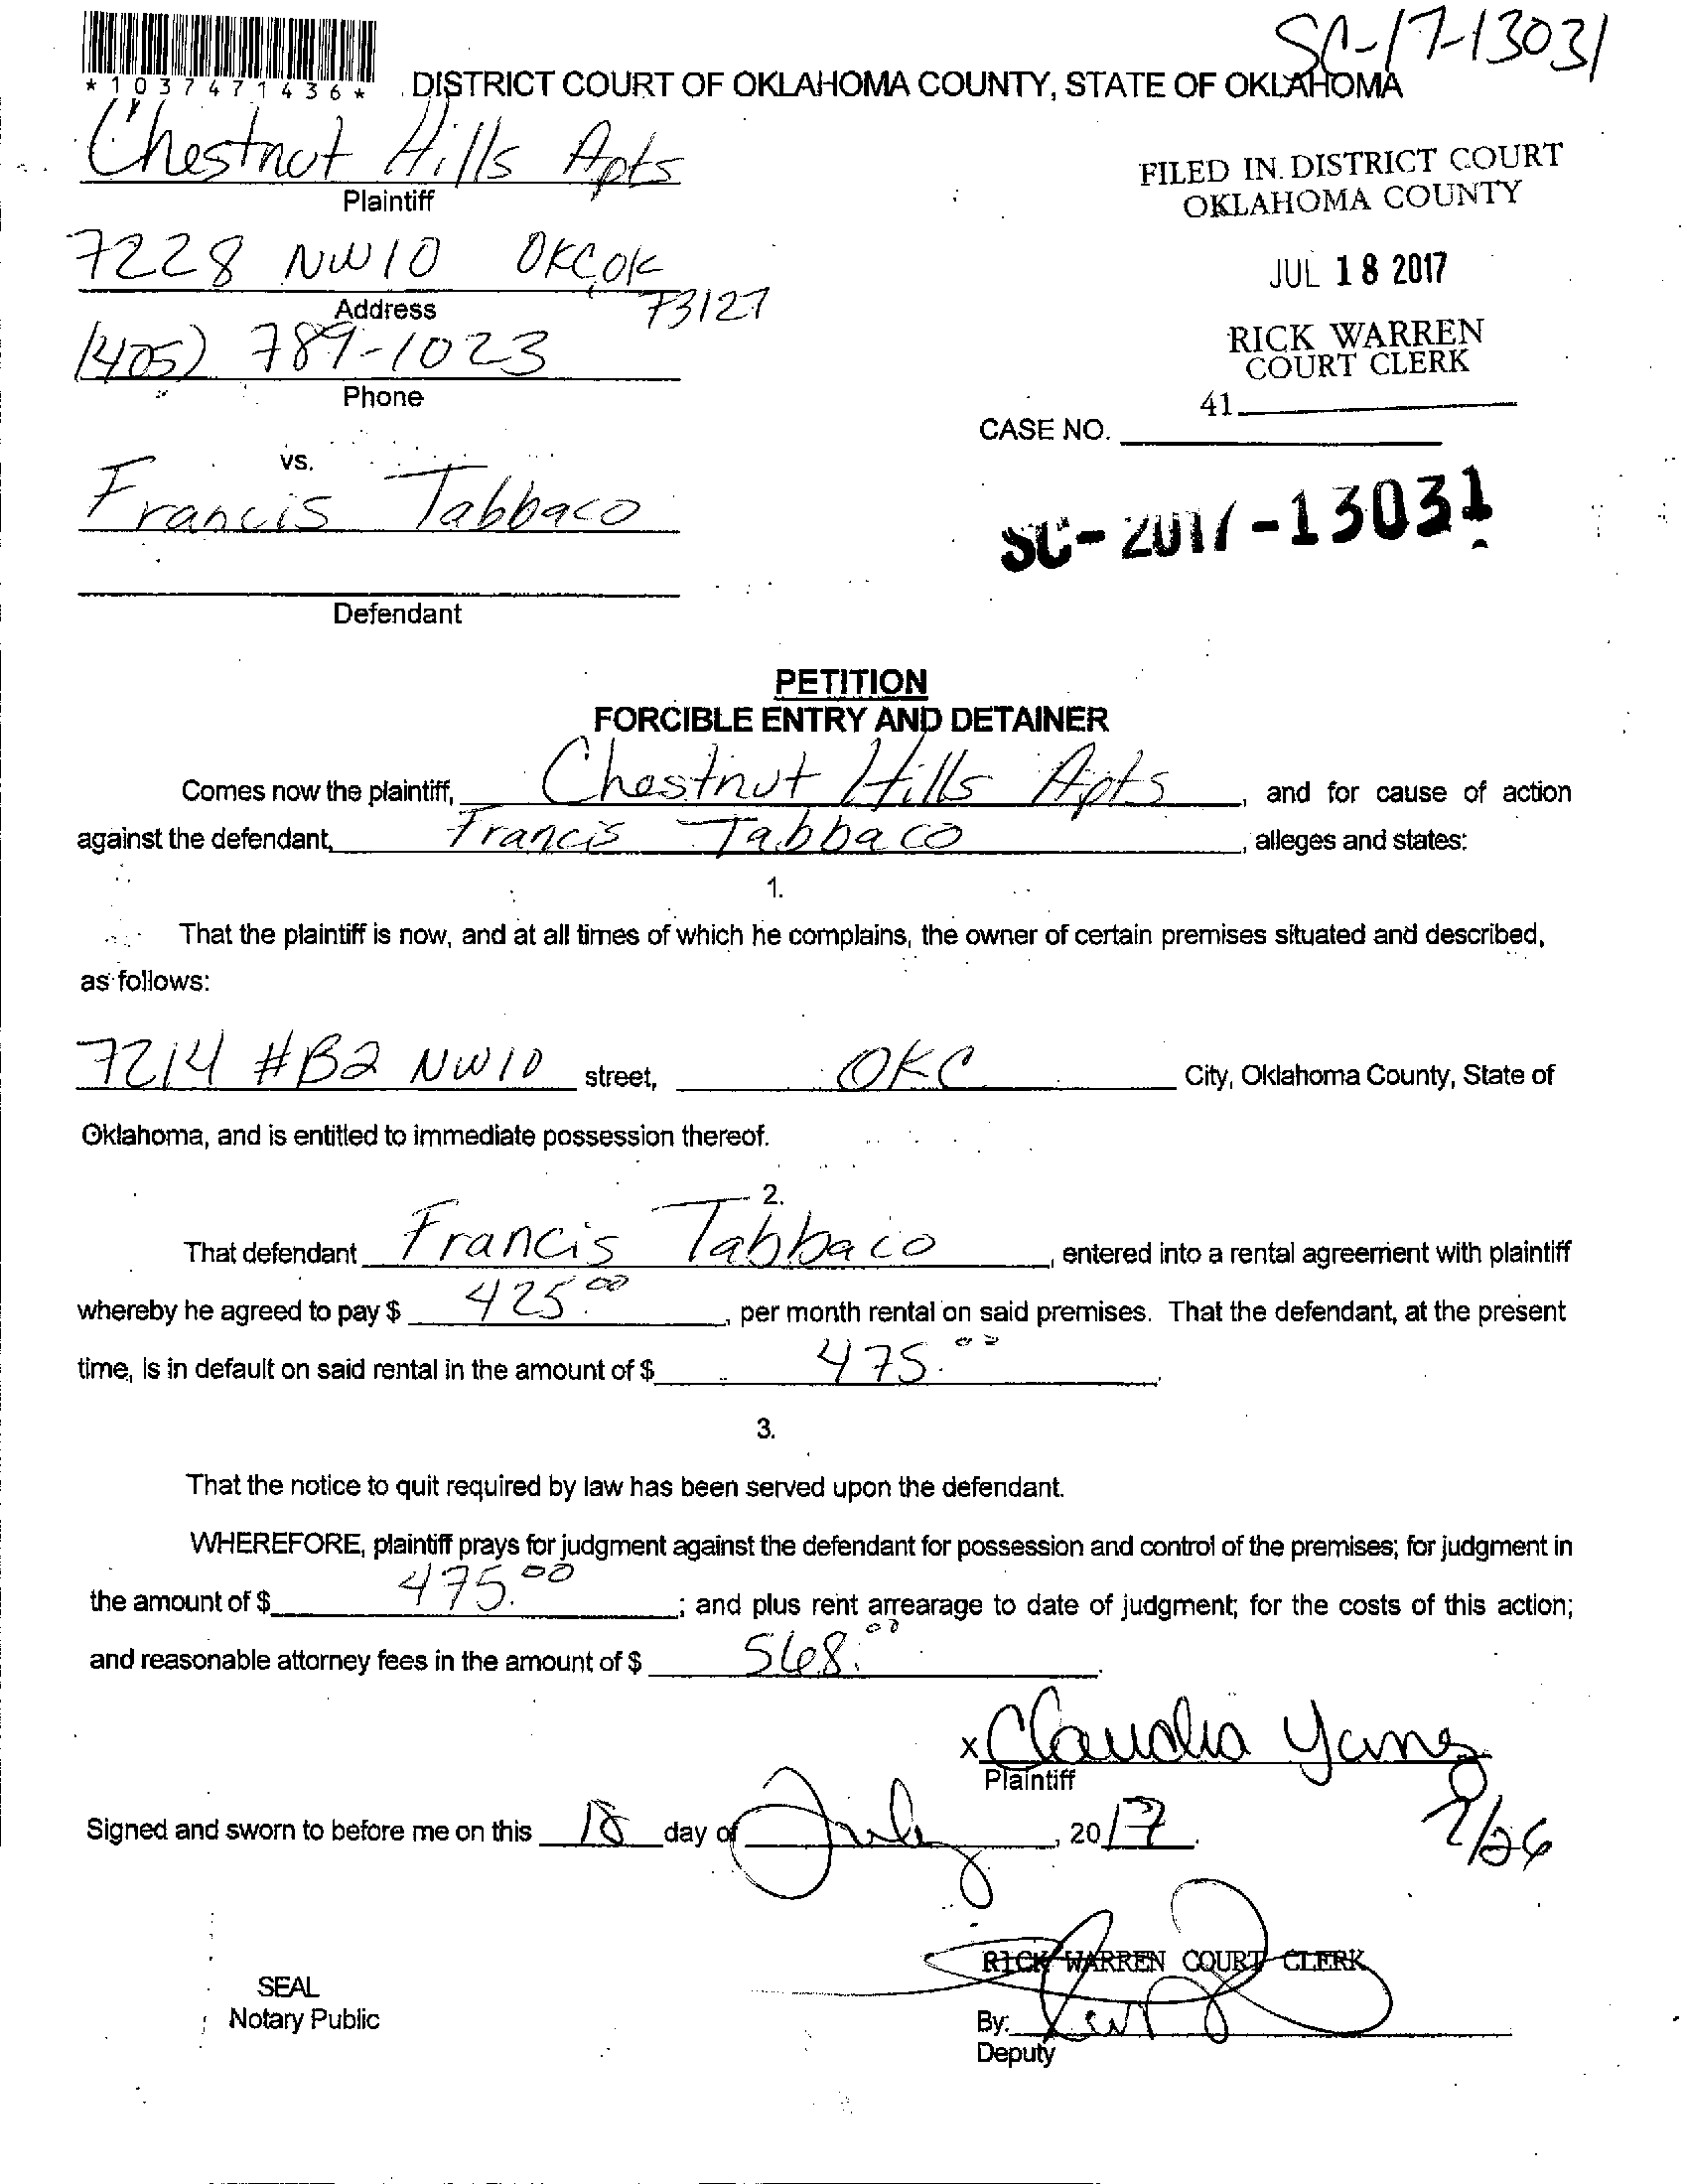 SC-17-13031
*1037471436*
DISTRICT COURT OF OKLAHOMA COUNTY, STATE OF OKLAHOMA
Chestnut Hills Apts
Plaintiff
FILED IN DISTRICT COURT
OKLAHOMA COUNTY
7228 NW10 OKC OK
73127
Address
JUL 18 2017
(405) 789-1023
Phone
RICK WARREN
COURT CLERK
41
CASE NO.
vs.
Francis Tabbaco
SC-2017-13031
Defendant
PETITION
FORCIBLE ENTRY AND DETAINER
Comes now the plaintiff, Chestnut Hills Apts, and for cause of action
against the defendant, Francis Tabbaco, alleges and states:
1.
That the plaintiff is now, and at all times of which he complains, the owner of certain premises situated and described,
as follows:
7214 #B2 NW10 street, OKC City, Oklahoma County, State of
Oklahoma, and is entitled to immediate possession thereof.
2.
That defendant Francis Tabbaco, entered into a rental agreement with plaintiff
whereby he agreed to pay $ 425.00, per month rental on said premises. That the defendant, at the present
time, is in default on said rental in the amount of $ 475.00.
3.
That the notice to quit required by law has been served upon the defendant.
WHEREFORE, plaintiff prays for judgment against the defendant for possession and control of the premises; for judgment in
the amount of $ 475.00; and plus rent arrearage to date of judgment; for the costs of this action;
and reasonable attorney fees in the amount of $ 568.00.
x Claudia
Plaintiff
Signed and sworn to before me on this 18 day of July, 2017.
/26
RICK WARREN COURT CLERK
SEAL
Notary Public
By:
Deputy